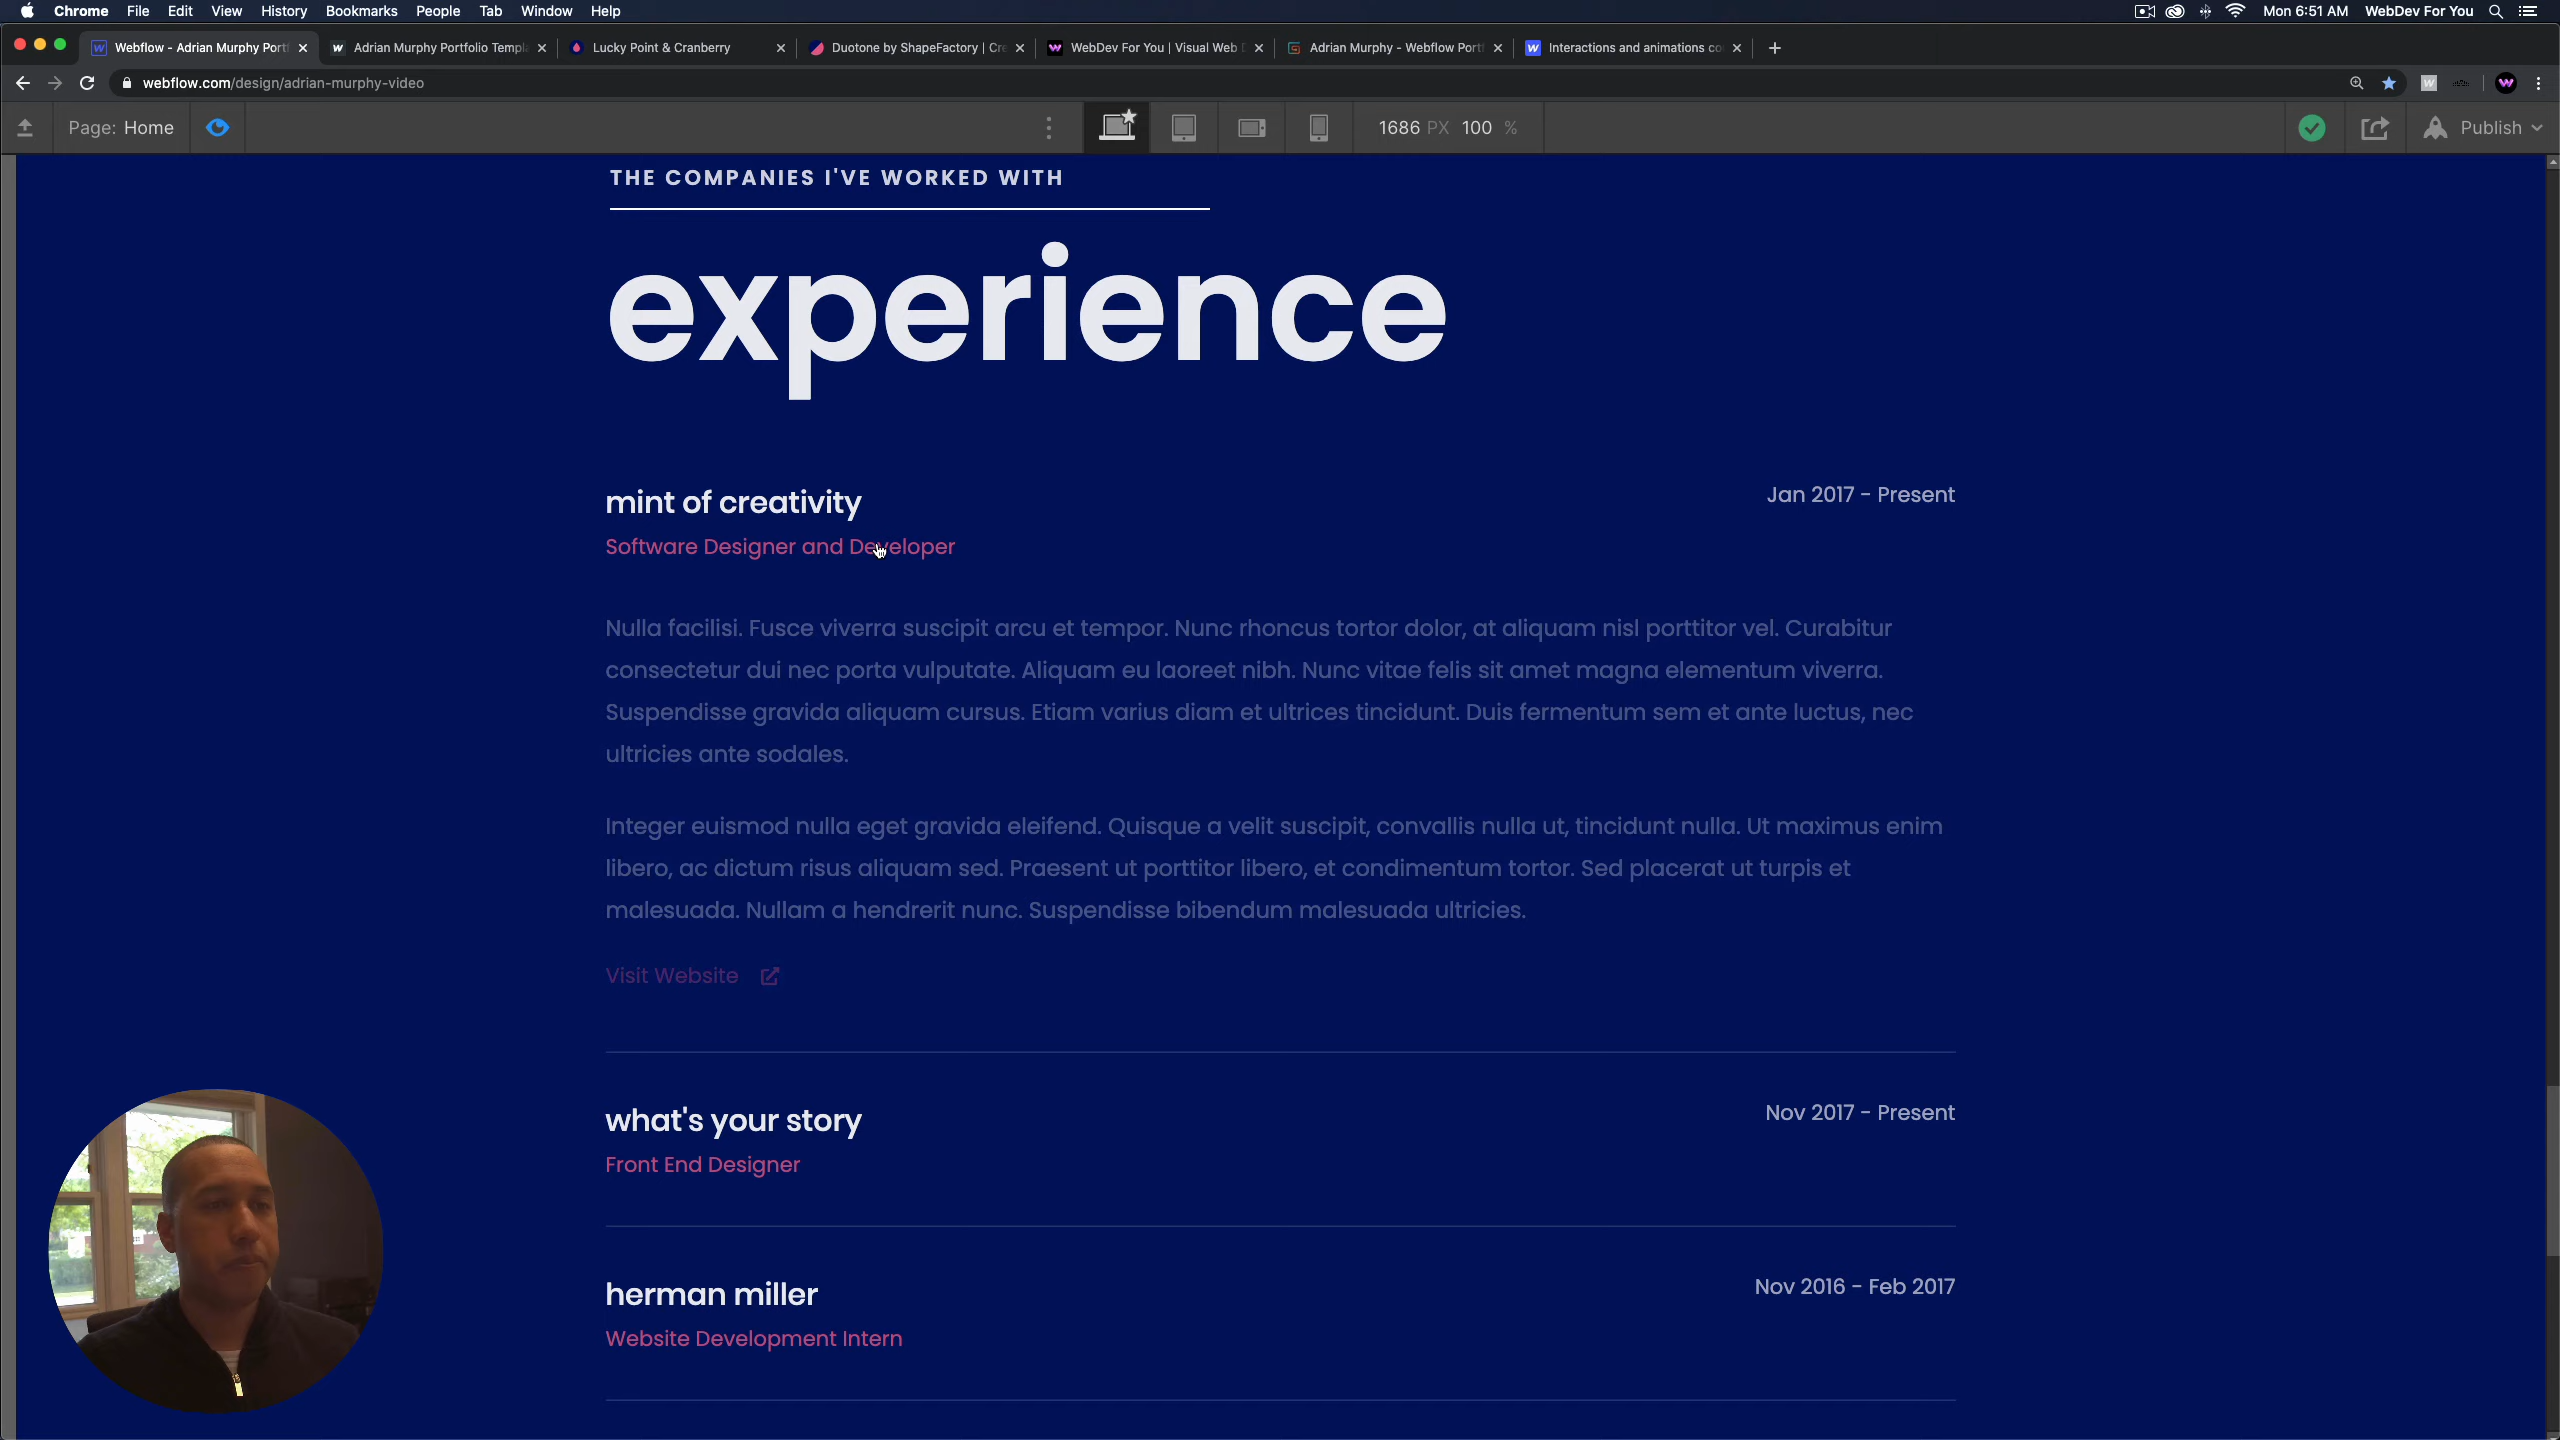 Chrome File Edit View History Bookmarks People Tab Window Help
Mon 6:51 AM WebDev For You
Webflow - Adrian Murphy Portf
Adrian Murphy Portfolio Templa
Lucky Point & Cranberry
Duotone by ShapeFactory | Cre
WebDev For You | Visual Web D
Adrian Murphy - Webflow Portf
Interactions and animations co
webflow.com/design/adrian-murphy-video
Page: Home
1686 PX 100 %
Publish
THE COMPANIES I'VE WORKED WITH
experience
mint of creativity
Jan 2017 - Present
Software Designer and Developer
Nulla facilisi. Fusce viverra suscipit arcu et tempor. Nunc rhoncus tortor dolor, at aliquam nisl porttitor vel. Curabitur
consectetur dui nec porta vulputate. Aliquam eu laoreet nibh. Nunc vitae felis sit amet magna elementum viverra.
Suspendisse gravida aliquam cursus. Etiam varius diam et ultrices tincidunt. Duis fermentum sem et ante luctus, nec
ultricies ante sodales.
Integer euismod nulla eget gravida eleifend. Quisque a velit suscipit, convallis nulla ut, tincidunt nulla. Ut maximus enim
libero, ac dictum risus aliquam sed. Praesent ut porttitor libero, et condimentum tortor. Sed placerat ut turpis et
malesuada. Nullam a hendrerit nunc. Suspendisse bibendum malesuada ultricies.
Visit Website
what's your story
Nov 2017 - Present
Front End Designer
herman miller
Nov 2016 - Feb 2017
Website Development Intern